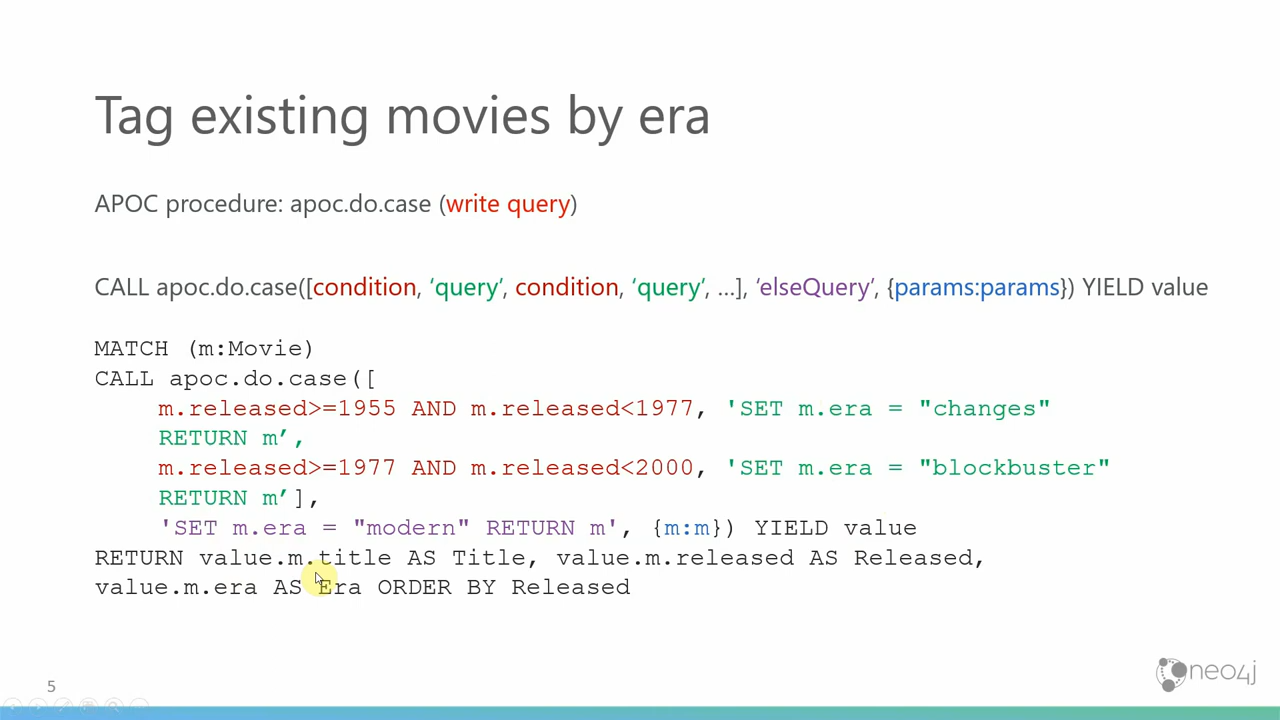 Tag existing movies by era
APOC procedure: apoc.do.case (write query)
CALL apoc.do.case([condition, ‘query’, condition, ‘query’, …], ‘elseQuery’, {params:params}) YIELD value
MATCH (m:Movie)
CALL apoc.do.case([
m.released>=1955 AND m.released<1977, 'SET m.era = "changes"
RETURN m’,
m.released>=1977 AND m.released<2000, 'SET m.era = "blockbuster"
RETURN m’],
'SET m.era = "modern" RETURN m', {m:m}) YIELD value
RETURN value.m.title AS Title, value.m.released AS Released,
value.m.era AS Era ORDER BY Released
5
neo4j